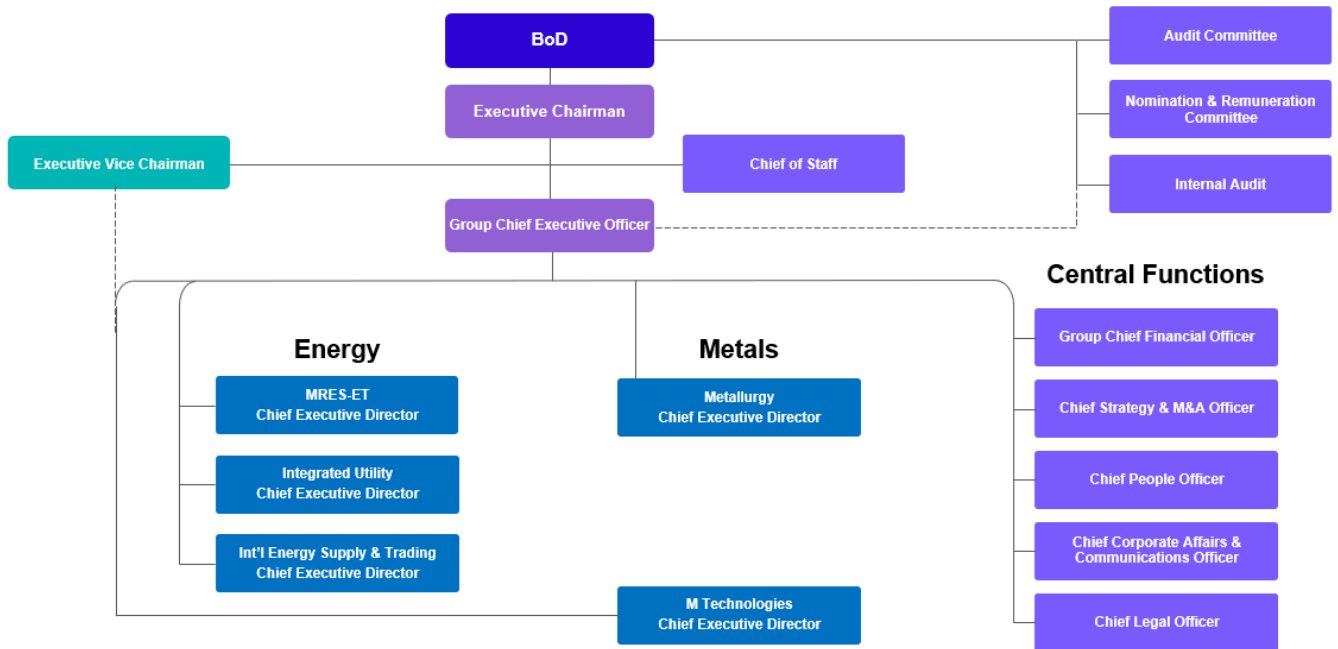 BoD
Audit Committee
Executive Chairman
Nomination & Remuneration
Committee
Executive Vice Chairman
Chief of Staff
Internal Audit
Group Chief Executive Officer
Central Functions
Energy
Metals
Group Chief Financial Officer
MRES-ET
Chief Executive Director
Metallurgy
Chief Executive Director
Chief Strategy & M&A Officer
Integrated Utility
Chief Executive Director
Chief People Officer
Int'l Energy Supply & Trading
Chief Executive Director
Chief Corporate Affairs &
Communications Officer
M Technologies
Chief Executive Director
Chief Legal Officer